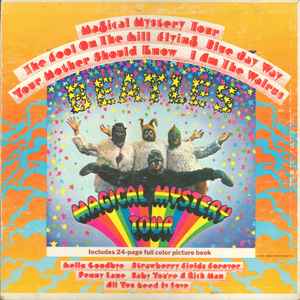 Magical Mystery Tour
The Fool On The Hill Flying Blue Jay Way
Your Mother Should Know I Am The Walrus
BEATLES
MAGICAL MYSTERY
TOUR
Includes 24-page full color picture book
Hello Goodbye Strawberry Fields Forever
Penny Lane Baby You're A Rich Man
All You Need Is Love